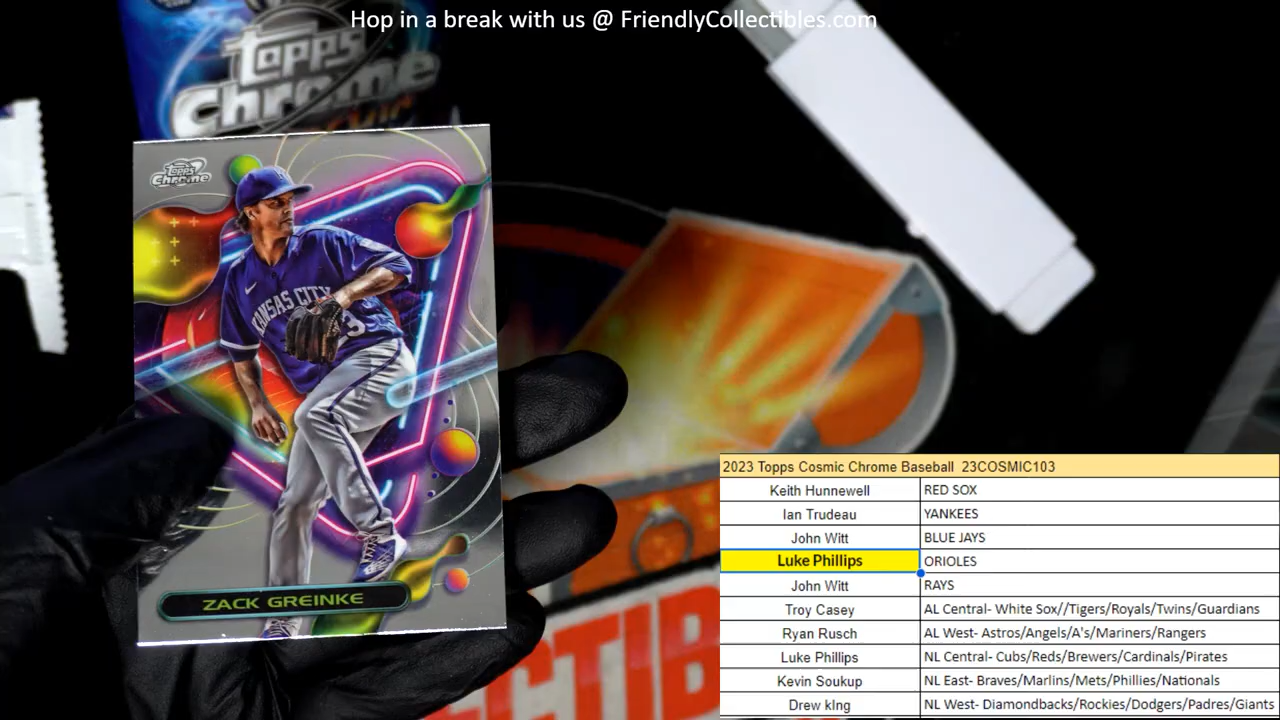 Hop in a break with us @ FriendlyCollectibles.com
topps
chrome
topps
Chrome
KANSAS CITY
23
ZACK GREINKE
CTIB
2023 Topps Cosmic Chrome Baseball 23COSMIC103
Keith Hunnewell RED SOX
Ian Trudeau YANKEES
John Witt BLUE JAYS
Luke Phillips ORIOLES
John Witt RAYS
Troy Casey AL Central- White Sox//Tigers/Royals/Twins/Guardians
Ryan Rusch AL West- Astros/Angels/A's/Mariners/Rangers
Luke Phillips NL Central- Cubs/Reds/Brewers/Cardinals/Pirates
Kevin Soukup NL East- Braves/Marlins/Mets/Phillies/Nationals
Drew kIng NL West- Diamondbacks/Rockies/Dodgers/Padres/Giants